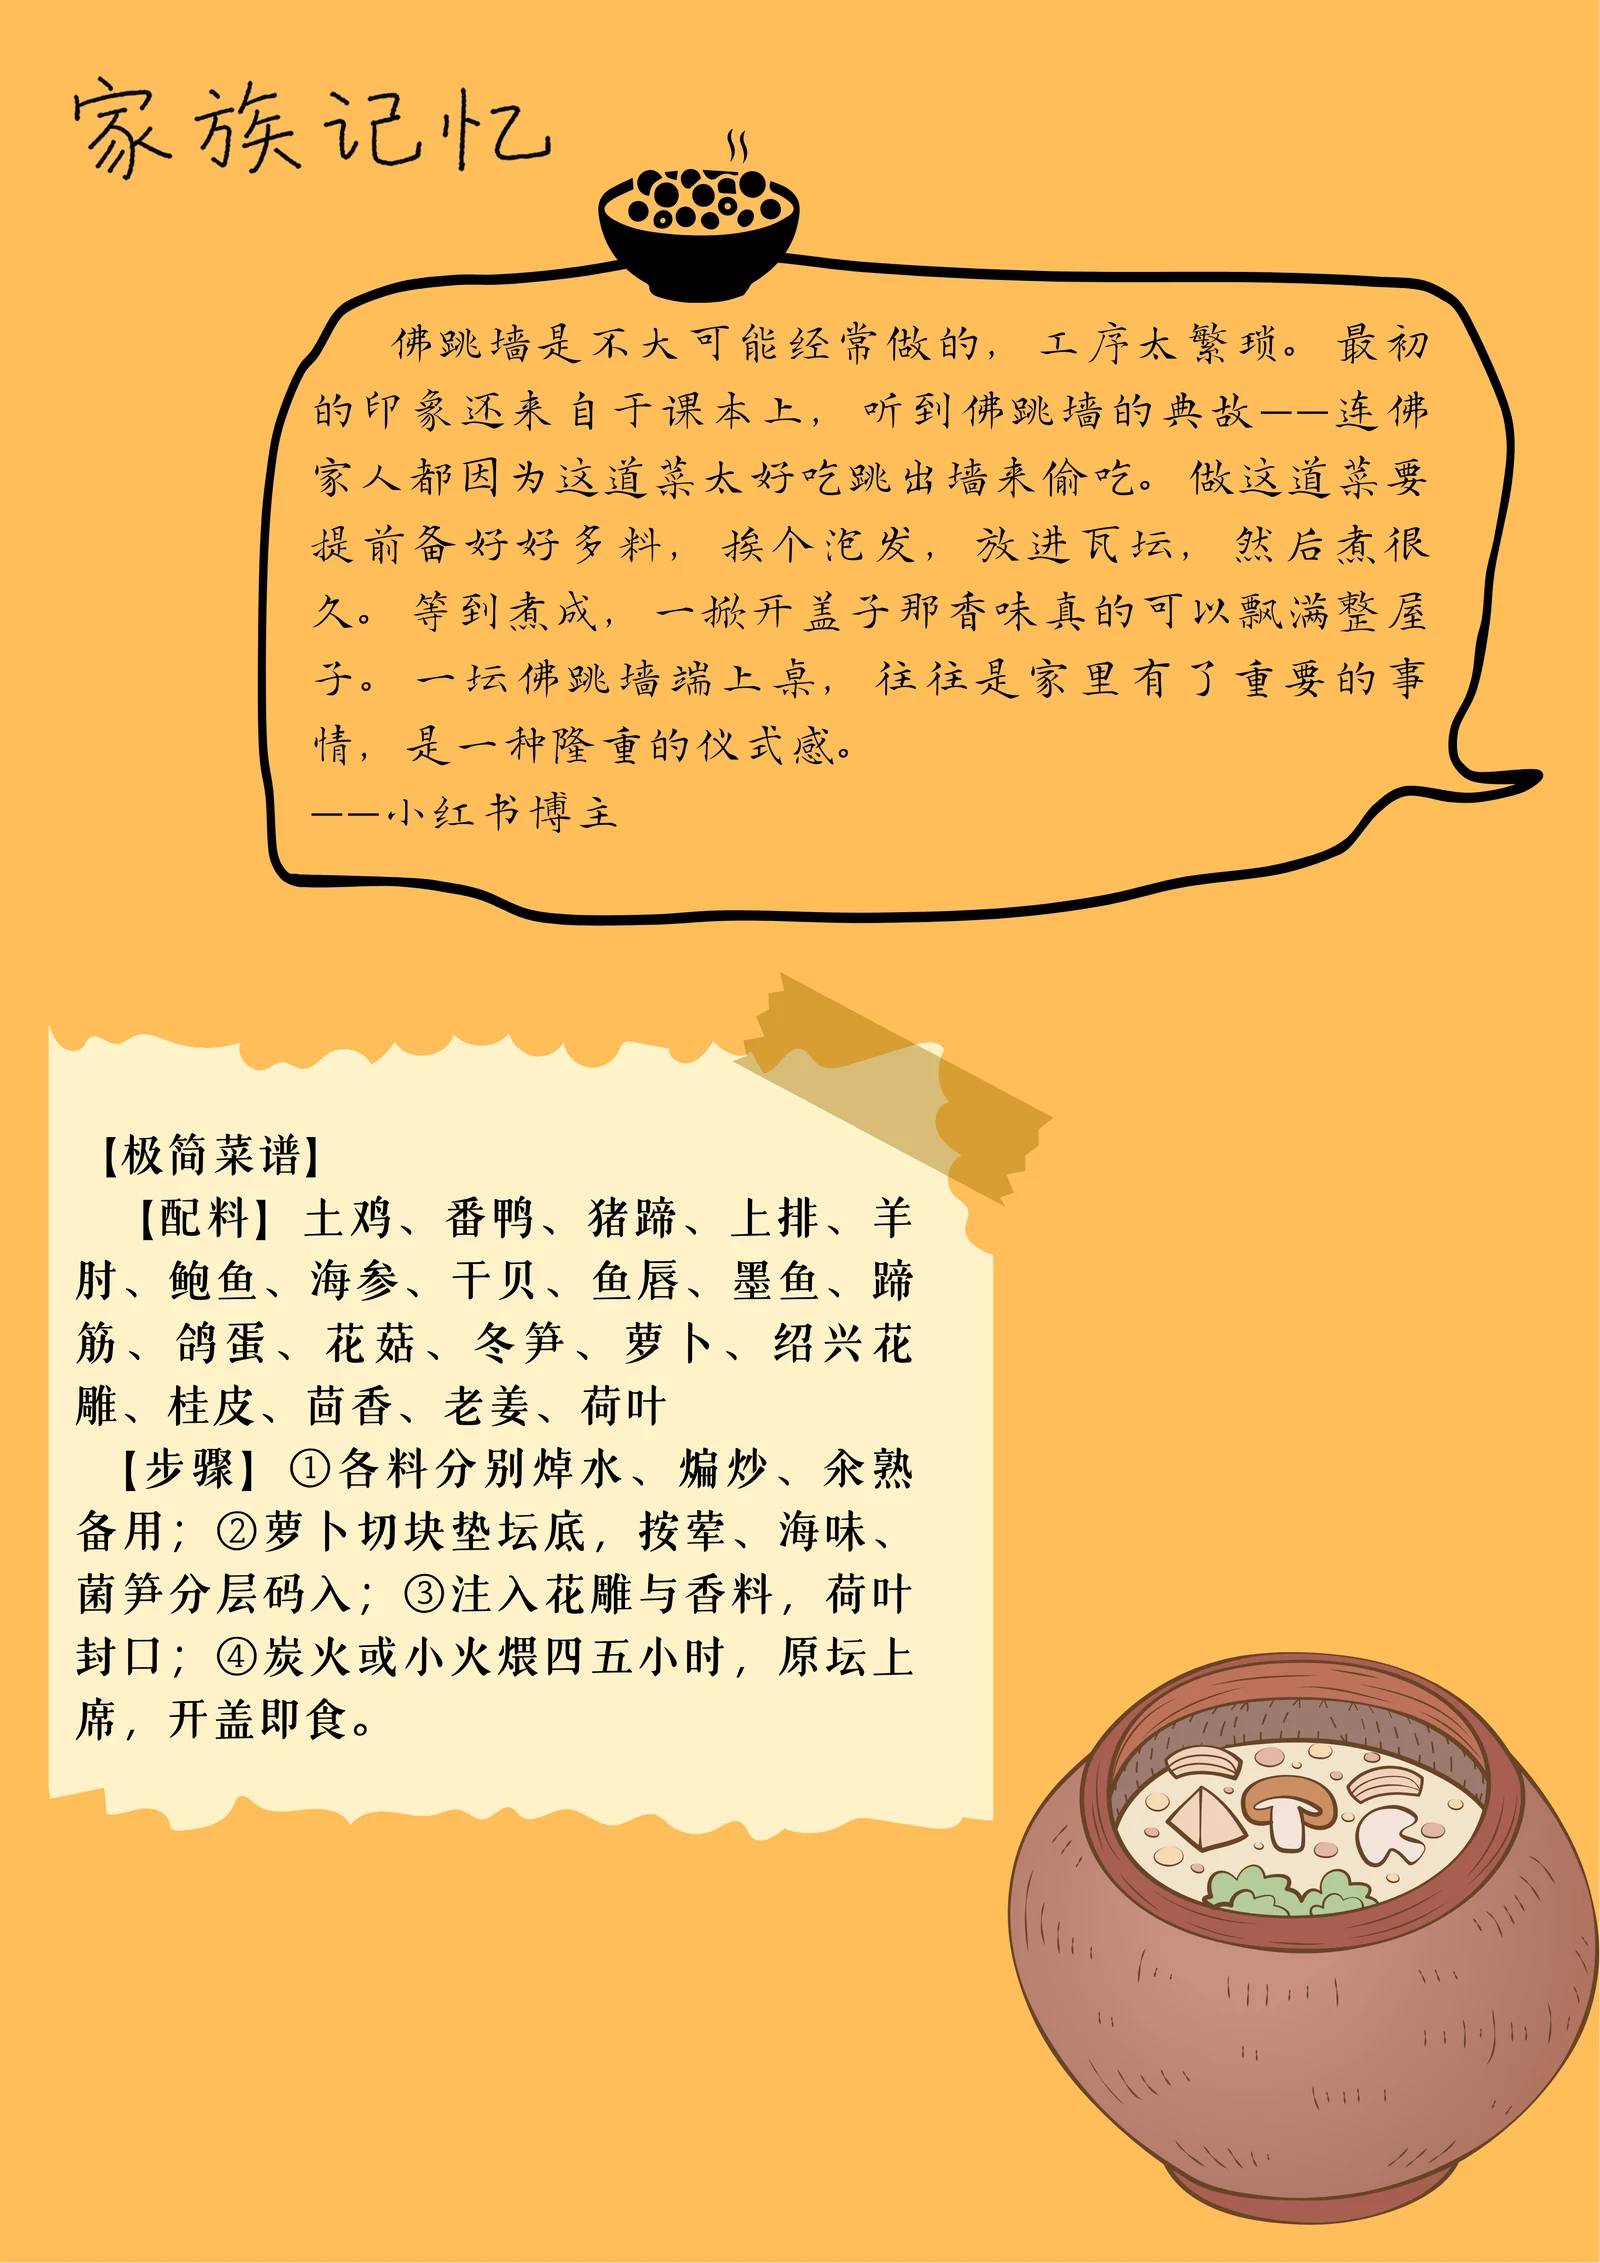 家族记忆
佛跳墙是不大可能经常做的，工序太繁琐。最初
的印象还来自于课本上，听到佛跳墙的典故——连佛
家人都因为这道菜太好吃跳出墙来偷吃。做这道菜要
提前备好好多料，挨个泡发，放进瓦坛，然后煮很
久。等到煮成，一掀开盖子那香味真的可以飘满整屋
子。一坛佛跳墙端上桌，往往是家里有了重要的事
情，是一种隆重的仪式感。
——小红书博主
【极简菜谱】
【配料】土鸡、番鸭、猪蹄、上排、羊
肘、鲍鱼、海参、干贝、鱼唇、墨鱼、蹄
筋、鸽蛋、花菇、冬笋、萝卜、绍兴花
雕、桂皮、茴香、老姜、荷叶
【步骤】①各料分别焯水、煸炒、氽熟
备用；②萝卜切块垫坛底，按荤、海味、
菌笋分层码入；③注入花雕与香料，荷叶
封口；④炭火或小火煨四五小时，原坛上
席，开盖即食。